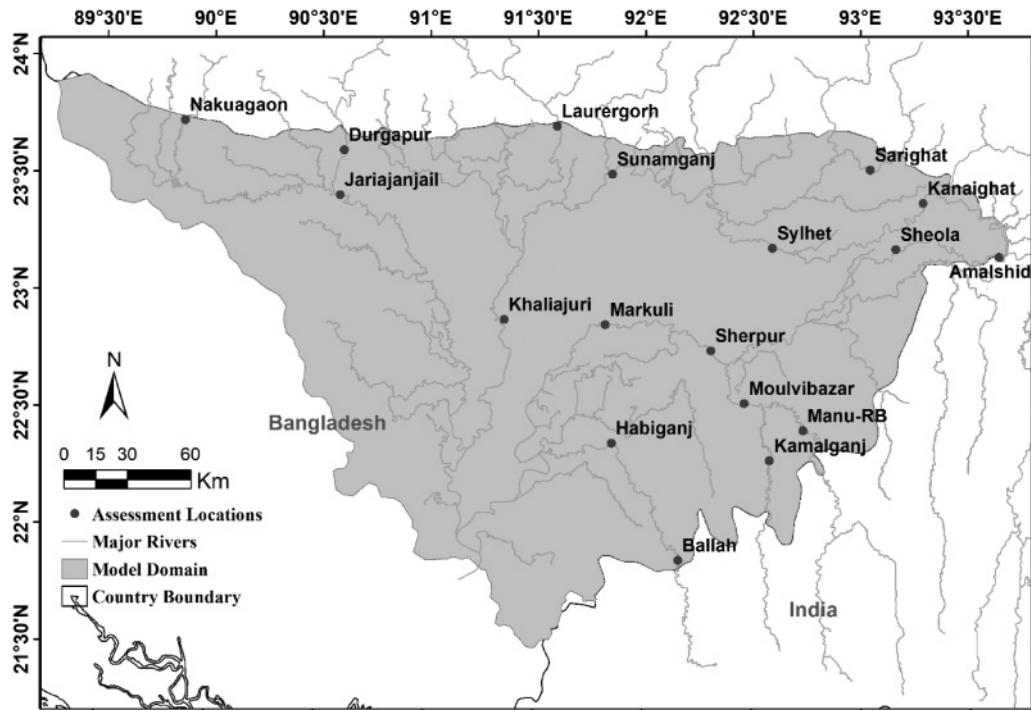 89°30'E 90°E 90°30'E 91°E 91°30'E 92°E 92°30'E 93°E 93°30'E
24°N
23°30'N
23°N
22°30'N
22°N
21°30'N
Nakuagaon
Laurergorh
Durgapur
Sunamganj
Sarighat
Jariajanjail
Kanaighat
Sylhet
Sheola
Amalshid
Khaliajuri
Markuli
Sherpur
Moulvibazar
Manu-RB
Bangladesh
Habiganj
Kamalganj
Ballah
India
N
0 15 30 60
Km
Assessment Locations
Major Rivers
Model Domain
Country Boundary